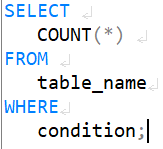 SELECT
COUNT(*)
FROM
table_name
WHERE
condition;